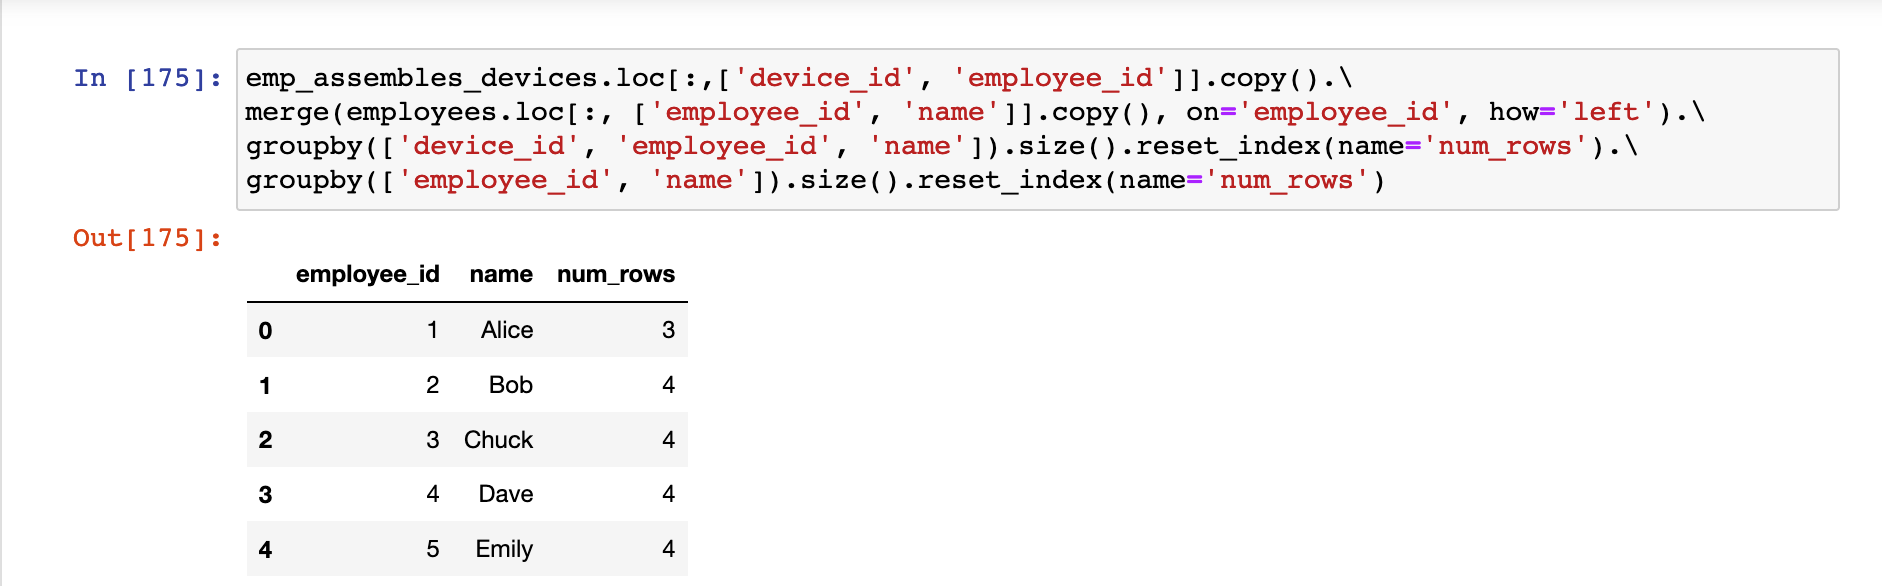 In [175]: emp_assembles_devices.loc[:,['device_id', 'employee_id']].copy().\
merge(employees.loc[:, ['employee_id', 'name']].copy(), on='employee_id', how='left').\
groupby(['device_id', 'employee_id', 'name']).size().reset_index(name='num_rows').\
groupby(['employee_id', 'name']).size().reset_index(name='num_rows')
Out[175]:
employee_id name num_rows
0 1 Alice 3
1 2 Bob 4
2 3 Chuck 4
3 4 Dave 4
4 5 Emily 4